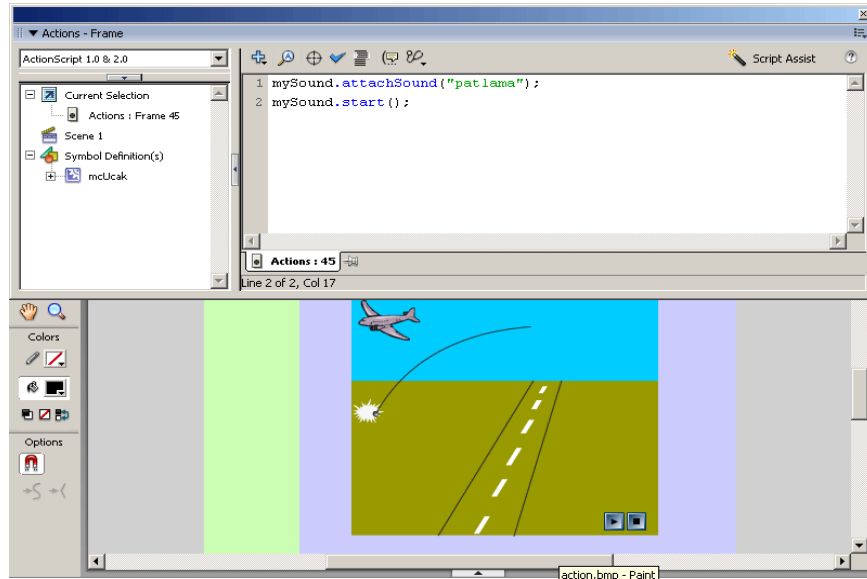 Actions - Frame
ActionScript 1.0 & 2.0
Script Assist
Current Selection
Actions : Frame 45
Scene 1
Symbol Definition(s)
mcUcak
1 mySound.attachSound("patlama");
2 mySound.start();
Actions : 45
Line 2 of 2, Col 17
Colors
Options
action.bmp - Paint